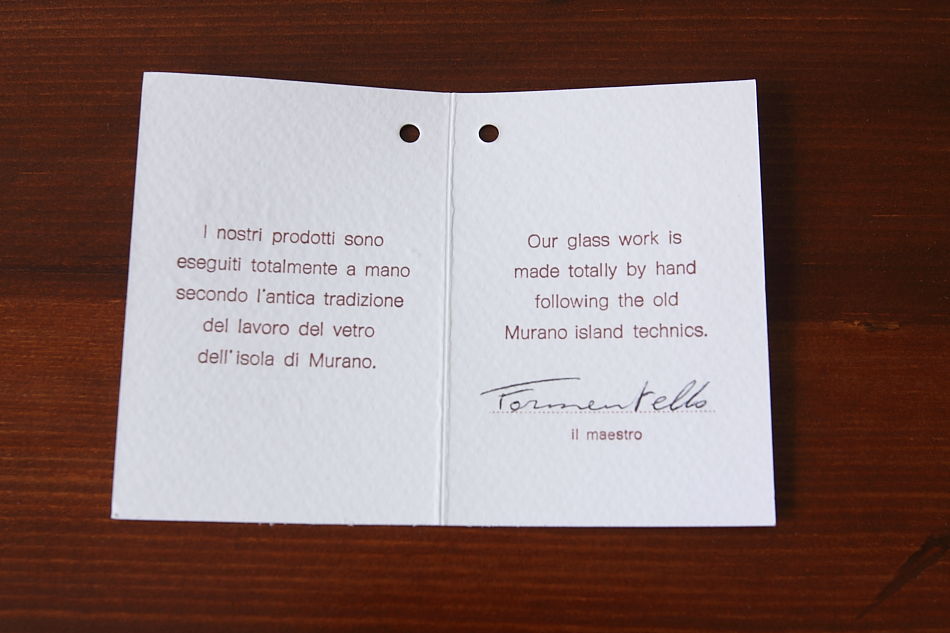 I nostri prodotti sono
eseguiti totalmente a mano
secondo l'antica tradizione
del lavoro del vetro
dell'isola di Murano.
Our glass work is
made totally by hand
following the old
Murano island technics.
Formentello
il maestro